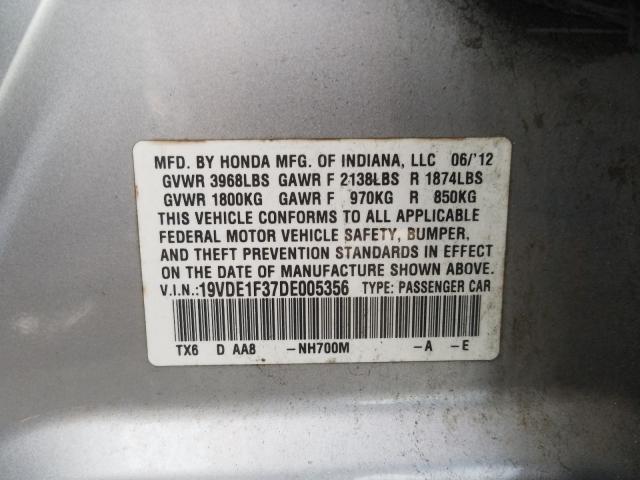 MFD. BY HONDA MFG. OF INDIANA, LLC 06/'12
GVWR 3968LBS GAWR F 2138LBS R 1874LBS
GVWR 1800KG GAWR F 970KG R 850KG
THIS VEHICLE CONFORMS TO ALL APPLICABLE
FEDERAL MOTOR VEHICLE SAFETY, BUMPER,
AND THEFT PREVENTION STANDARDS IN EFFECT
ON THE DATE OF MANUFACTURE SHOWN ABOVE.
V.I.N.:19VDE1F37DE005356 TYPE: PASSENGER CAR
TX6 D AA8 -NH700M -A -E